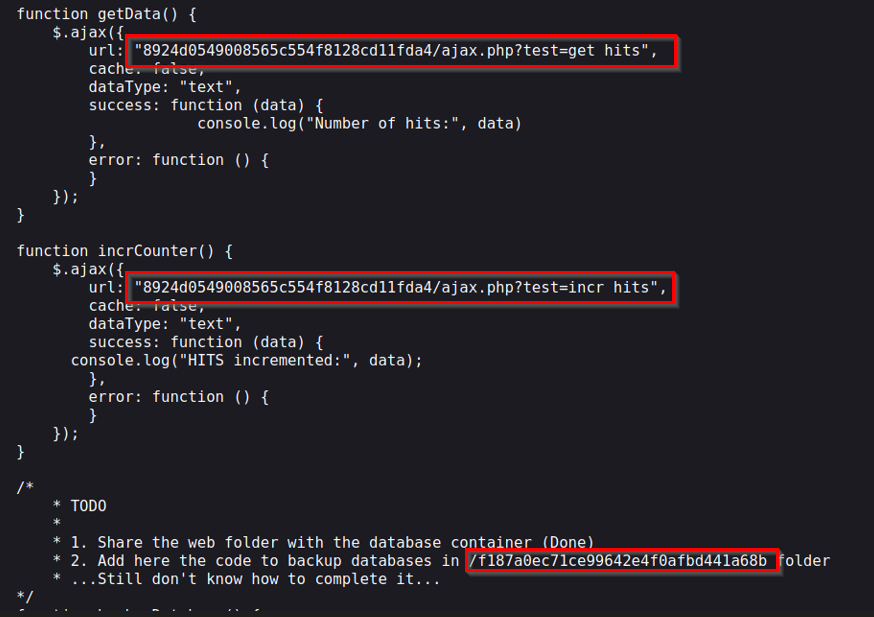 function getData() {
    $.ajax({
        url: "8924d0549008565c554f8128cd11fda4/ajax.php?test=get hits",
        cache: false,
        dataType: "text",
        success: function (data) {
                    console.log("Number of hits:", data)
        },
        error: function () {
        }
    });
}

function incrCounter() {
    $.ajax({
        url: "8924d0549008565c554f8128cd11fda4/ajax.php?test=incr hits",
        cache: false,
        dataType: "text",
        success: function (data) {
      console.log("HITS incremented:", data);
        },
        error: function () {
        }
    });
}

/*
    * TODO
    *
    * 1. Share the web folder with the database container (Done)
    * 2. Add here the code to backup databases in /f187a0ec71ce99642e4f0afbd441a68b folder
    * ...Still don't know how to complete it...
*/